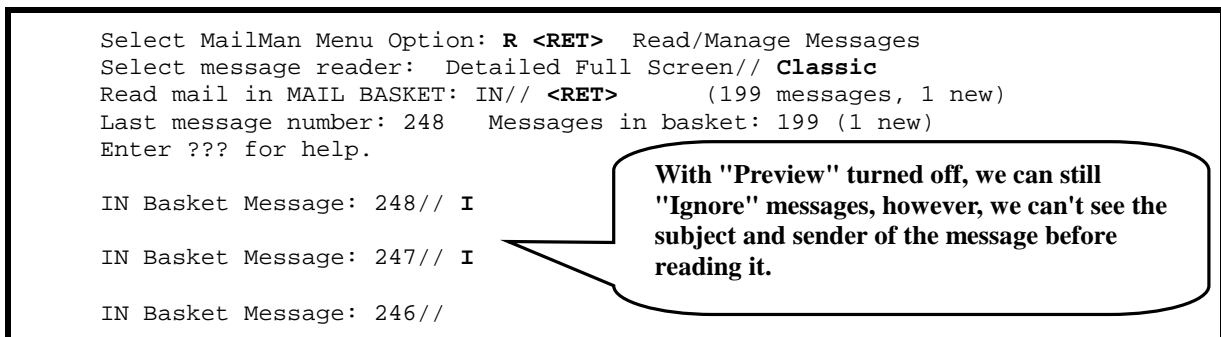 Select MailMan Menu Option: R <RET>  Read/Manage Messages
Select message reader:  Detailed Full Screen// Classic
Read mail in MAIL BASKET: IN// <RET>      (199 messages, 1 new)
Last message number: 248   Messages in basket: 199 (1 new)
Enter ??? for help.
IN Basket Message: 248// I
IN Basket Message: 247// I
IN Basket Message: 246//
With "Preview" turned off, we can still
"Ignore" messages, however, we can't see the
subject and sender of the message before
reading it.